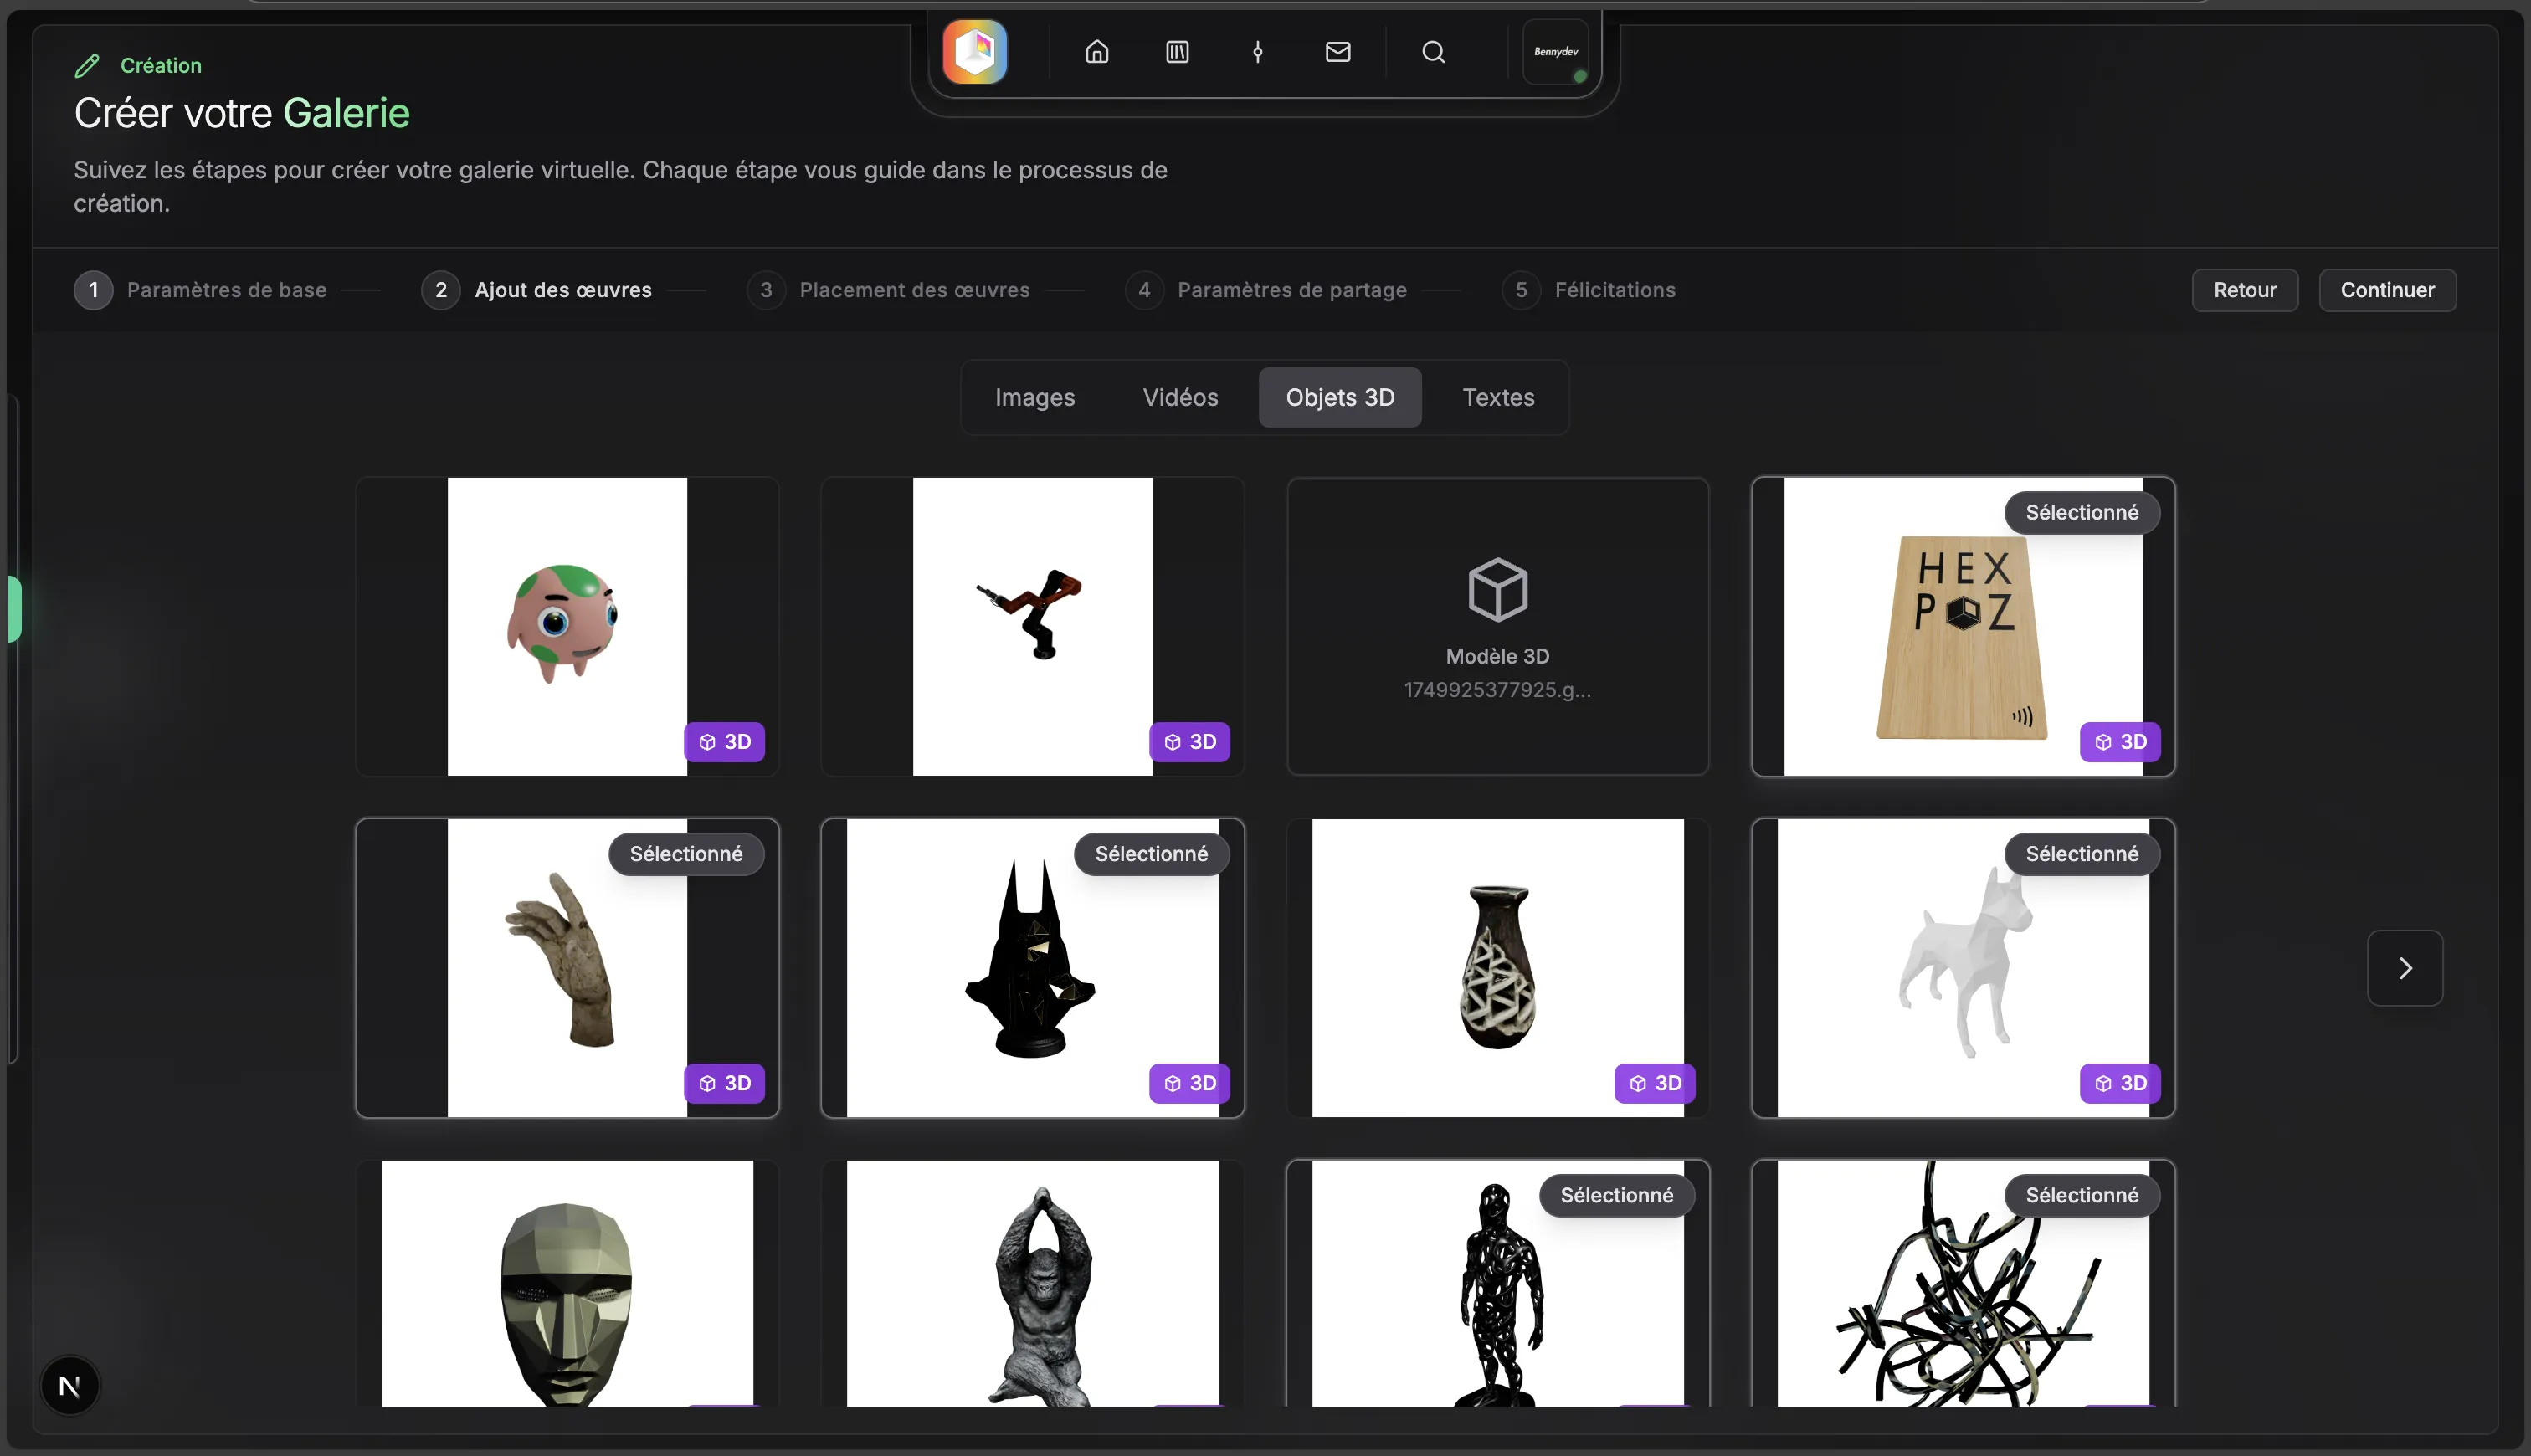 Création
Bennydev
Créer votre Galerie
Suivez les étapes pour créer votre galerie virtuelle. Chaque étape vous guide dans le processus de
création.
1 Paramètres de base
2 Ajout des œuvres
3 Placement des œuvres
4 Paramètres de partage
5 Félicitations
Retour
Continuer
Images
Vidéos
Objets 3D
Textes
3D
3D
Modèle 3D
1749925377925.g...
Sélectionné
HEX
P Z
3D
Sélectionné
3D
Sélectionné
3D
3D
Sélectionné
3D
Sélectionné
Sélectionné
N